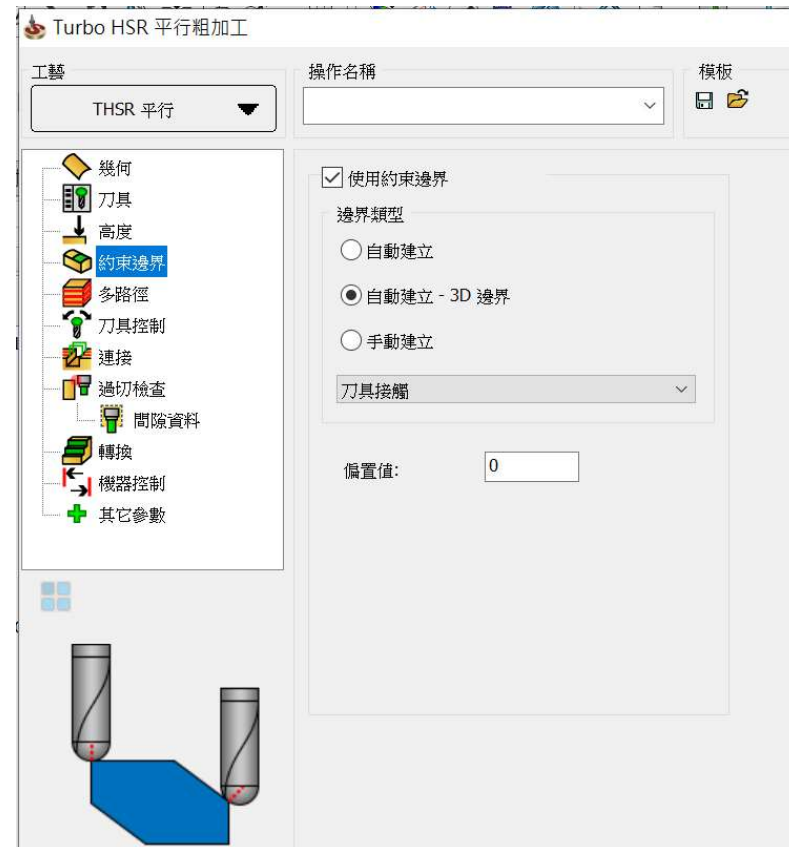 Turbo HSR 平行粗加工
工藝
操作名稱
模板
THSR 平行
幾何
刀具
高度
約束邊界
多路徑
刀具控制
連接
過切檢查
間隙資料
轉換
機器控制
其它參數
使用約束邊界
邊界類型
自動建立
自動建立 - 3D 邊界
手動建立
刀具接觸
偏置值:
0